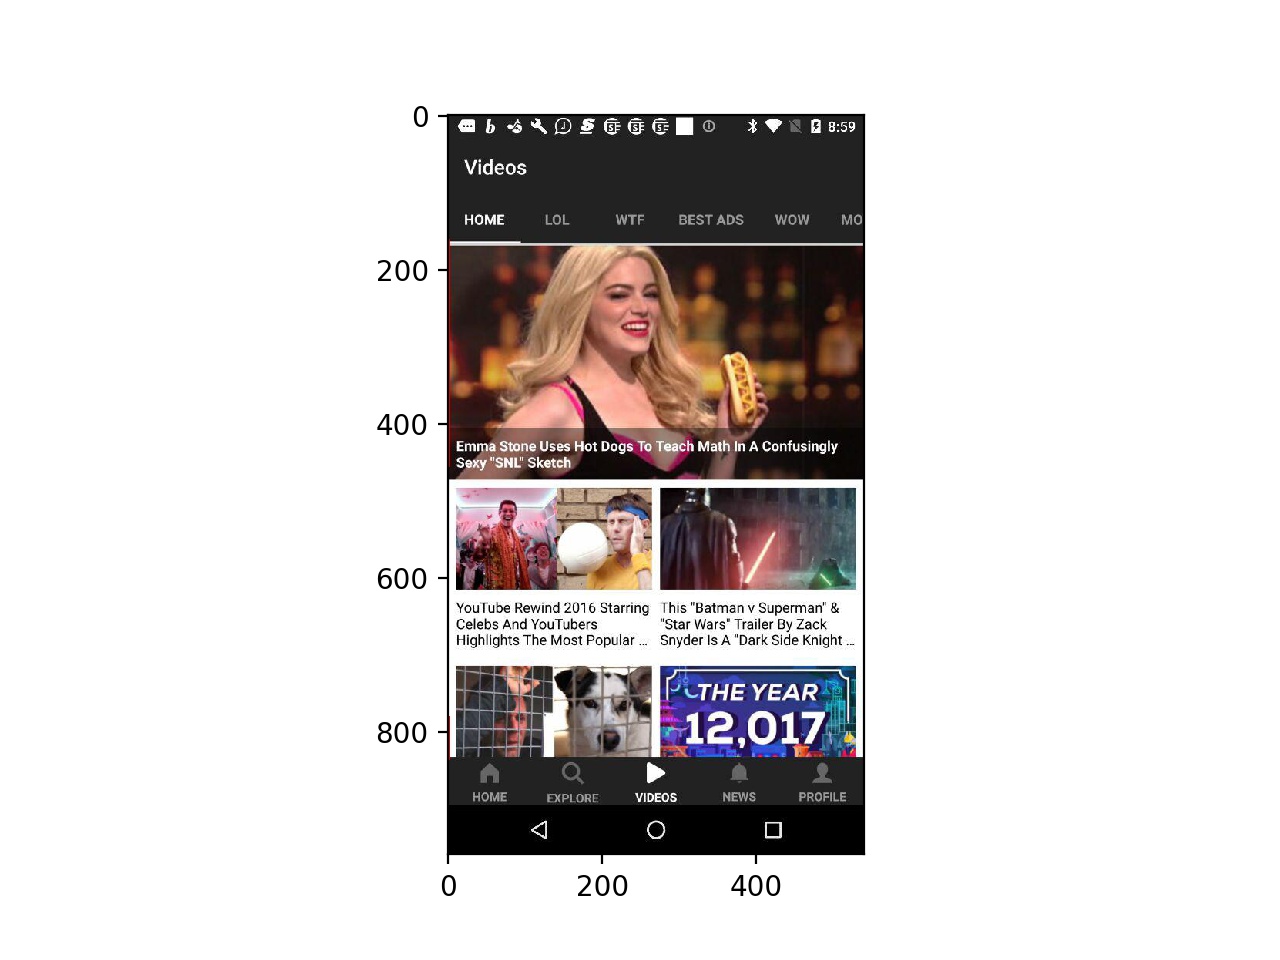 0
8:59
Videos
HOME LOL WTF BEST ADS WOW MO
200
400
Emma Stone Uses Hot Dogs To Teach Math In A Confusingly
Sexy "SNL" Sketch
600
YouTube Rewind 2016 Starring
Celebs And YouTubers
Highlights The Most Popular ...
This "Batman v Superman" &
"Star Wars" Trailer By Zack
Snyder Is A "Dark Side Knight ...
THE YEAR
12,017
800
HOME EXPLORE VIDEOS NEWS PROFILE
0 200 400